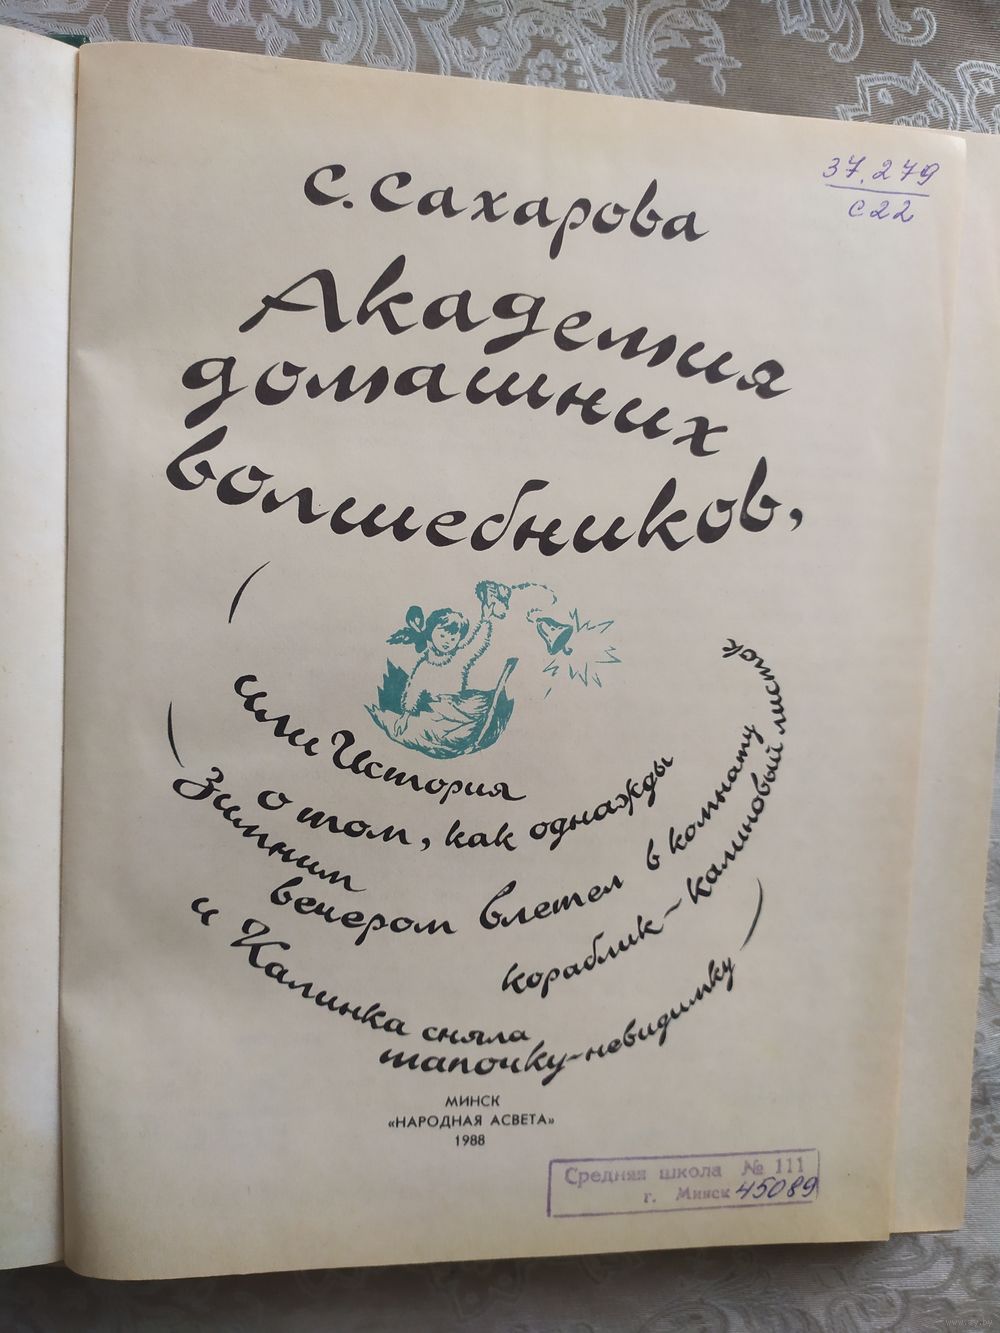 С. Сахарова
37.279
С22
Академия
домашних
волшебников,
или История
о том, как однажды
Зимним
вечером влетел в комнату
кораблик-калиновый листок
и Калинка сняла
тапочку-невидимку
МИНСК
«НАРОДНАЯ АСВЕТА»
1988
Средняя школа № 111
г. Минск 45089